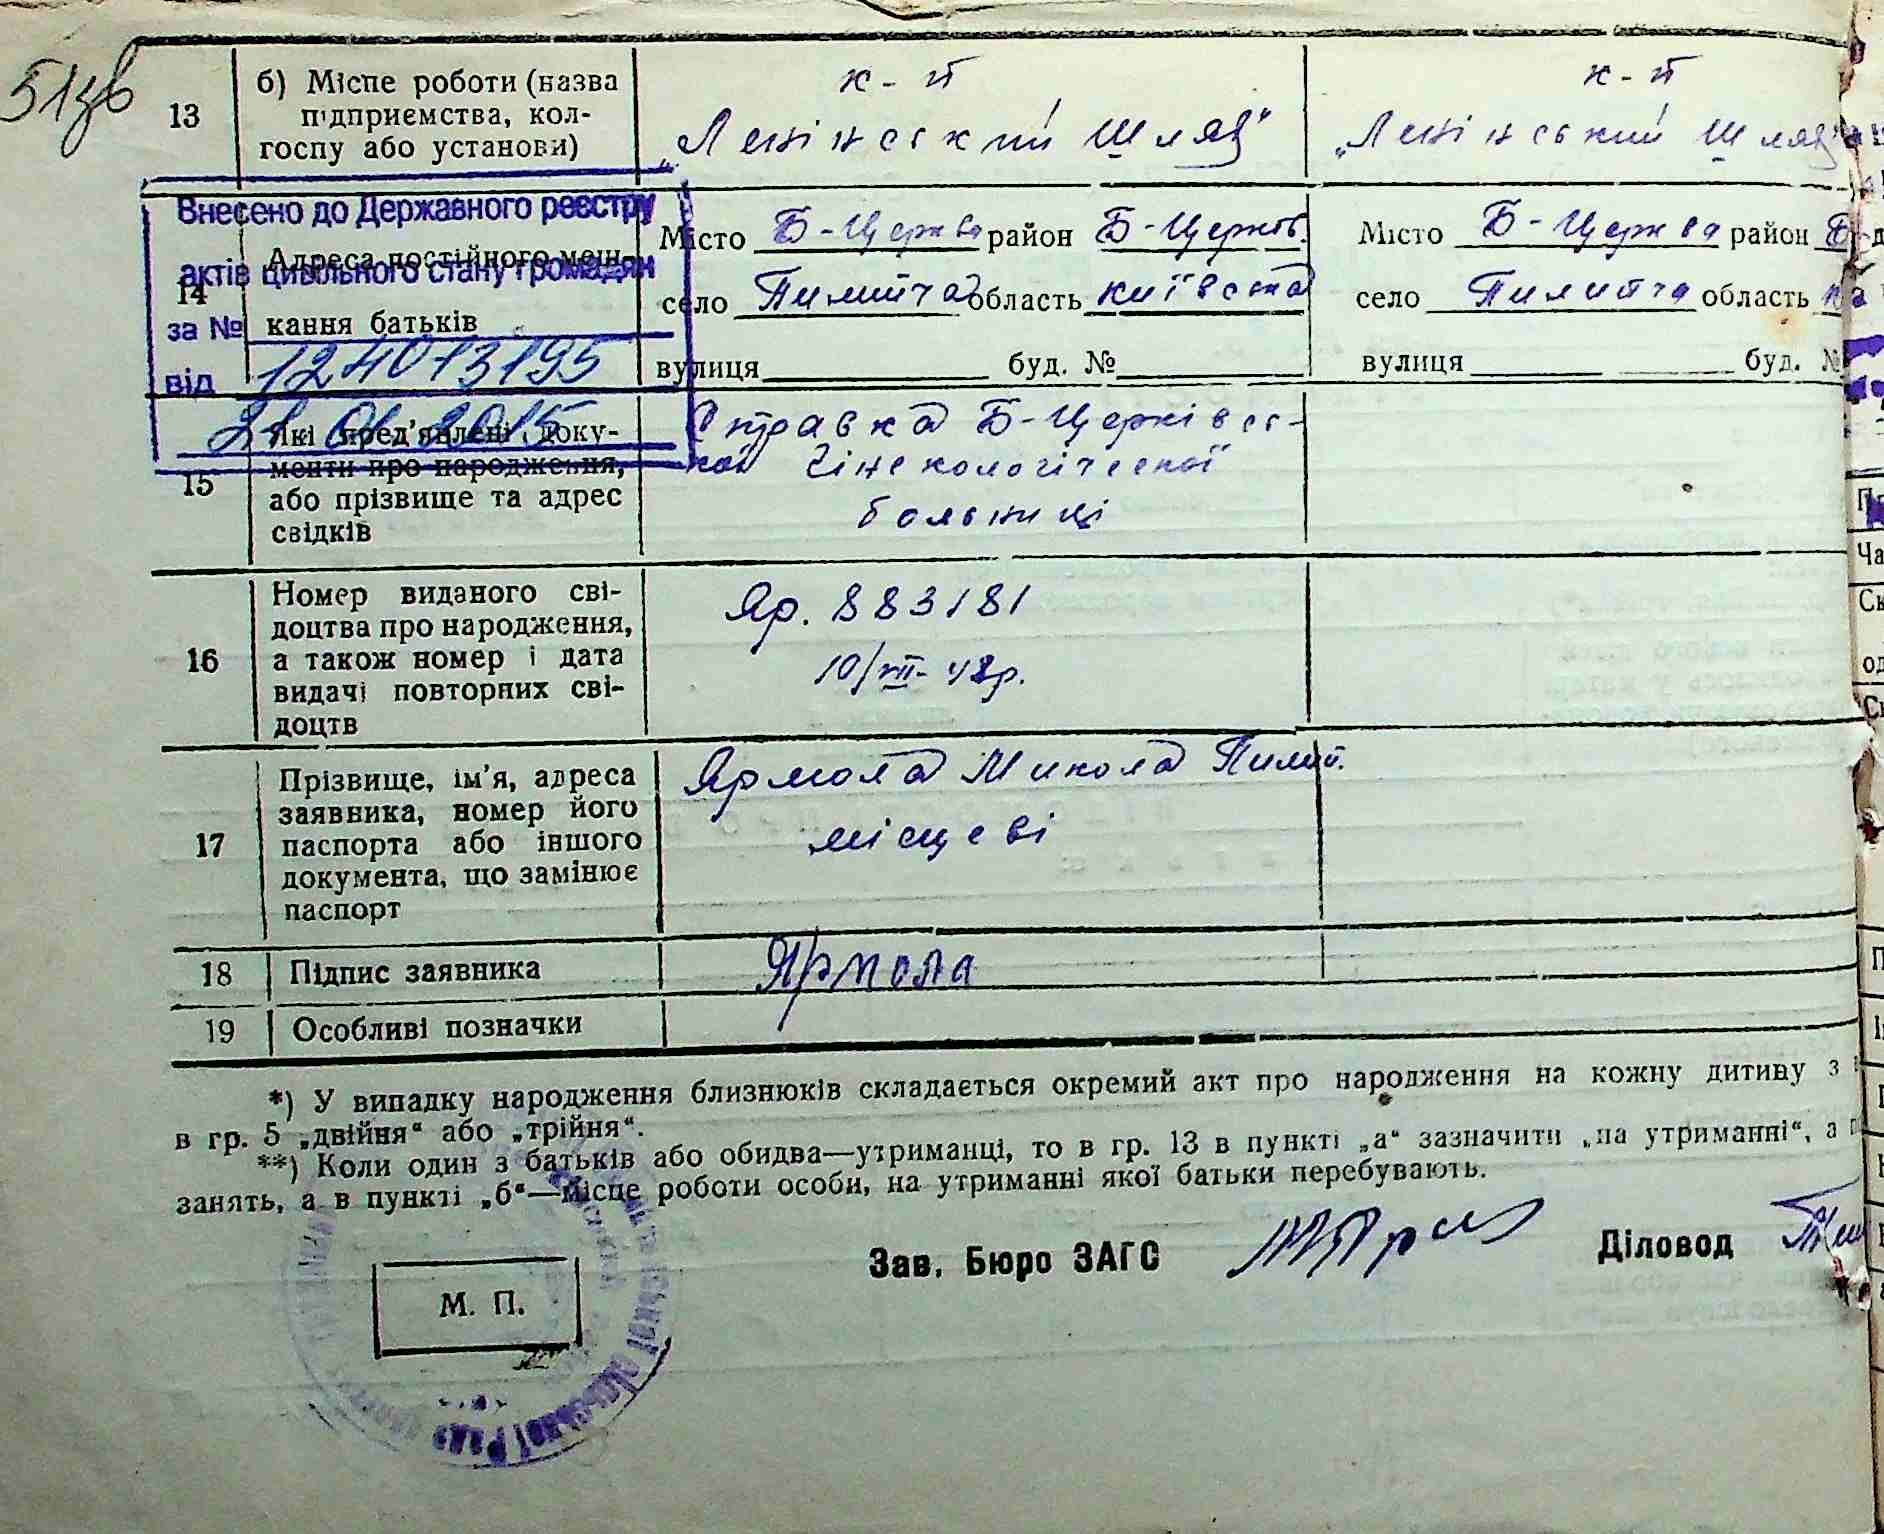 51зв
13
б) Місце роботи (назва
підприємства, кол-
госпу або установи)
к-п
„Ленінський Шлях"
к-п
„Ленінський Шлях"
Внесено до Державного реєстру
актів цивільного стану громадян
за №
124013195
від
01 2015
14
Адреса постійного меш-
кання батьків
Місто Б-Церква район Б-Церків.
село Пилипча область київська
вулиця буд. №
Місто Б-Церква район Б
село Пилипча область
вулиця буд. №
15
Які пред'явлені доку-
менти про народження,
або прізвище та адрес
свідків
Справка Б-Церківсь-
кої гінекологіческої
больниці
16
Номер виданого сві-
доцтва про народження,
а також номер і дата
видачі повторних сві-
доцтв
Яр. 883181
10/XII-48р.
17
Прізвище, ім'я, адреса
заявника, номер його
паспорта або іншого
документа, що замінює
паспорт
Ярмола Микола Пилип.
місцеві
18
Підпис заявника
Ярмола
19
Особливі позначки
*) У випадку народження близнюків складається окремий акт про народження на кожну дитину з
в гр. 5 „двійня“ або „трійня“.
**) Коли один з батьків або обидва—утриманці, то в гр. 13 в пункті „а“ зазначити „на утриманні“, а
занять, а в пункті „б“—місце роботи особи, на утриманні якої батьки перебувають.
Зав. Бюро ЗАГС
Діловод
М. П.